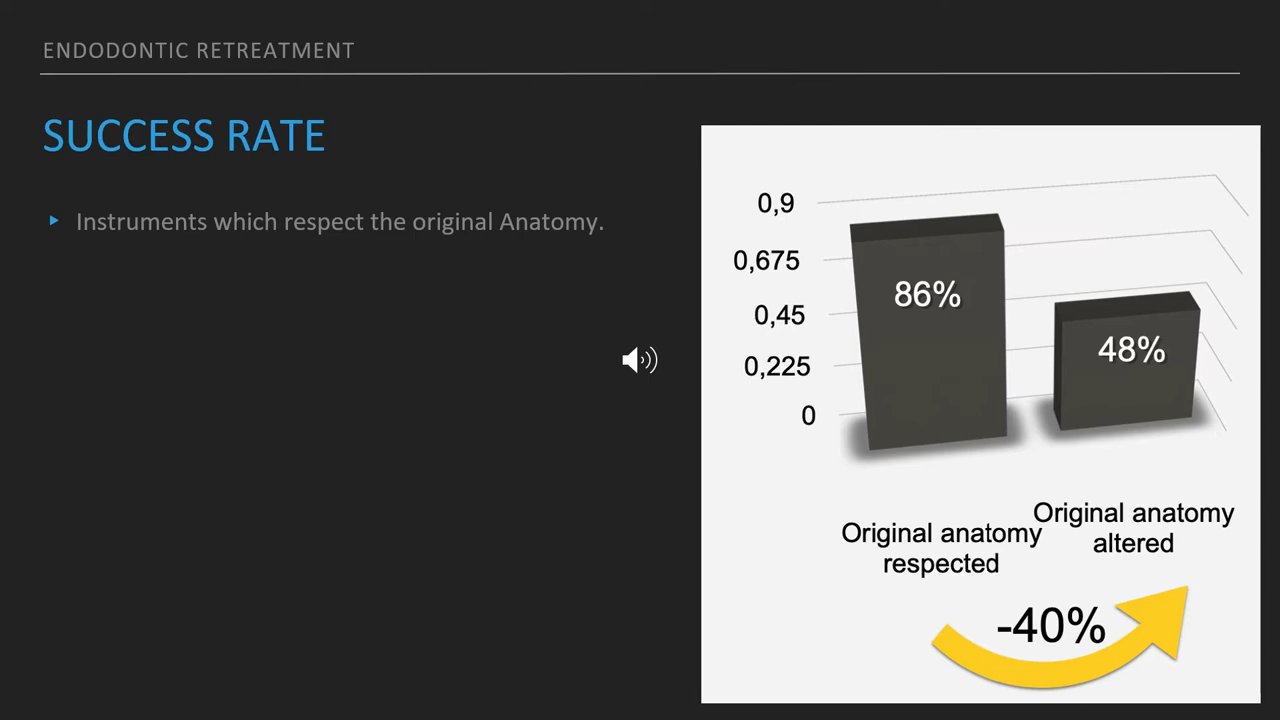 ENDODONTIC RETREATMENT
SUCCESS RATE
Instruments which respect the original Anatomy.
0,9
0,675
0,45
0,225
0
86%
48%
Original anatomy
respected
Original anatomy
altered
-40%